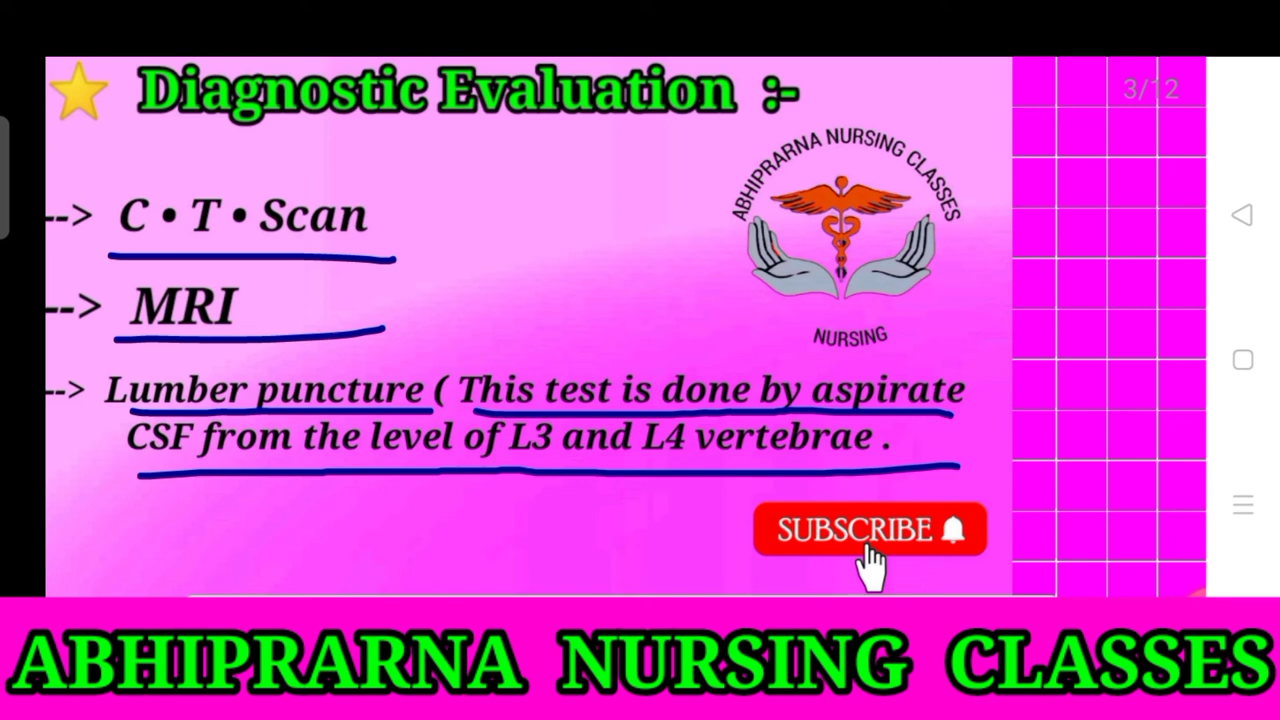 Diagnostic Evaluation :-
3/12
ABHIPRARNA NURSING CLASSES
NURSING
--> C • T • Scan
--> MRI
--> Lumber puncture ( This test is done by aspirate
CSF from the level of L3 and L4 vertebrae .
SUBSCRIBE
ABHIPRARNA NURSING CLASSES